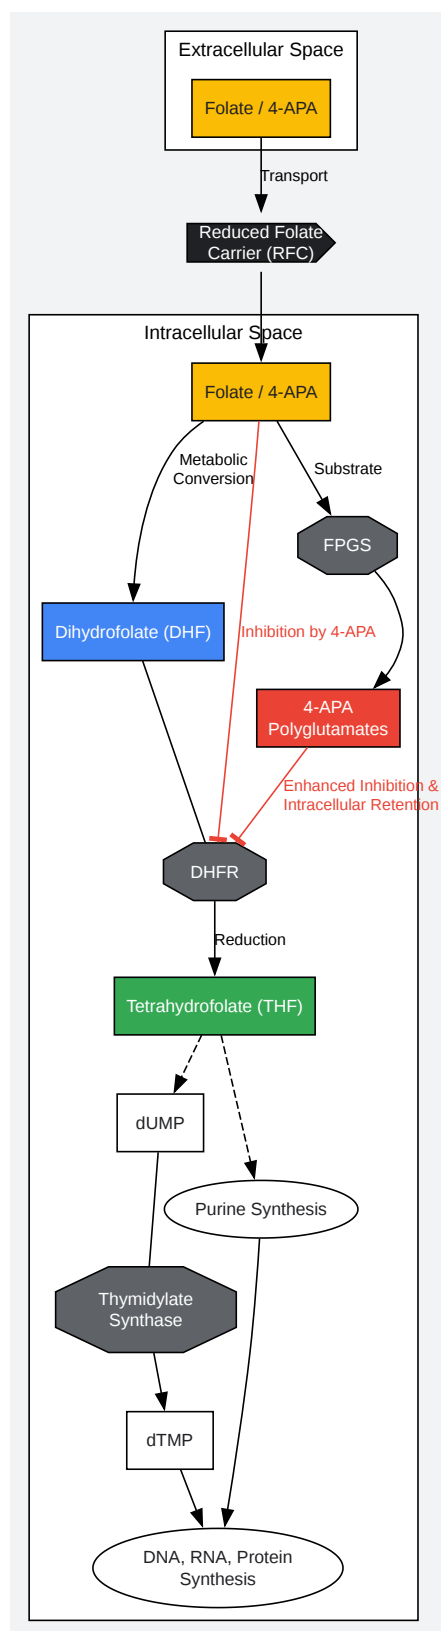 Extracellular Space
Folate / 4-APA
Transport
Reduced Folate
Carrier (RFC)
Intracellular Space
Folate / 4-APA
Metabolic
Conversion
Substrate
FPGS
Dihydrofolate (DHF)
Inhibition by 4-APA
4-APA
Polyglutamates
Enhanced Inhibition &
Intracellular Retention
DHFR
Reduction
Tetrahydrofolate (THF)
dUMP
Purine Synthesis
Thymidylate
Synthase
dTMP
DNA, RNA, Protein
Synthesis